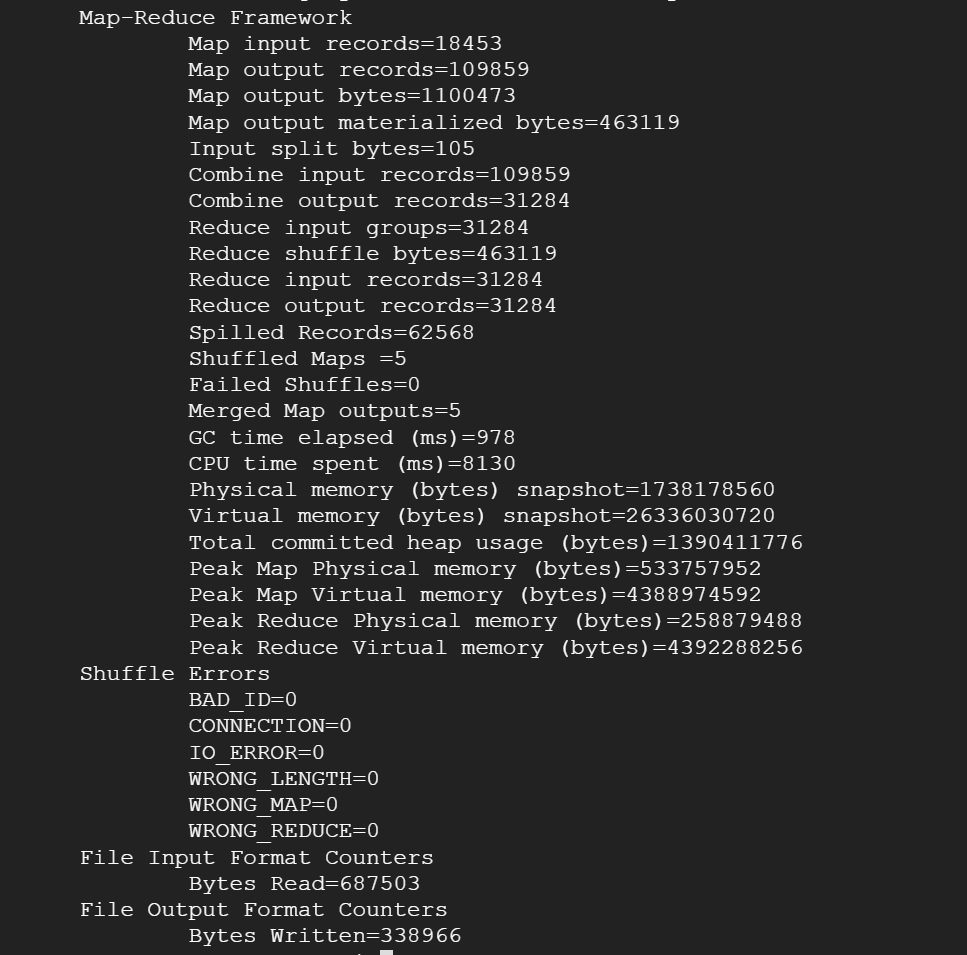 Map-Reduce Framework
Map input records=18453
Map output records=109859
Map output bytes=1100473
Map output materialized bytes=463119
Input split bytes=105
Combine input records=109859
Combine output records=31284
Reduce input groups=31284
Reduce shuffle bytes=463119
Reduce input records=31284
Reduce output records=31284
Spilled Records=62568
Shuffled Maps =5
Failed Shuffles=0
Merged Map outputs=5
GC time elapsed (ms)=978
CPU time spent (ms)=8130
Physical memory (bytes) snapshot=1738178560
Virtual memory (bytes) snapshot=26336030720
Total committed heap usage (bytes)=1390411776
Peak Map Physical memory (bytes)=533757952
Peak Map Virtual memory (bytes)=4388974592
Peak Reduce Physical memory (bytes)=258879488
Peak Reduce Virtual memory (bytes)=4392288256
Shuffle Errors
BAD_ID=0
CONNECTION=0
IO_ERROR=0
WRONG_LENGTH=0
WRONG_MAP=0
WRONG_REDUCE=0
File Input Format Counters
Bytes Read=687503
File Output Format Counters
Bytes Written=338966